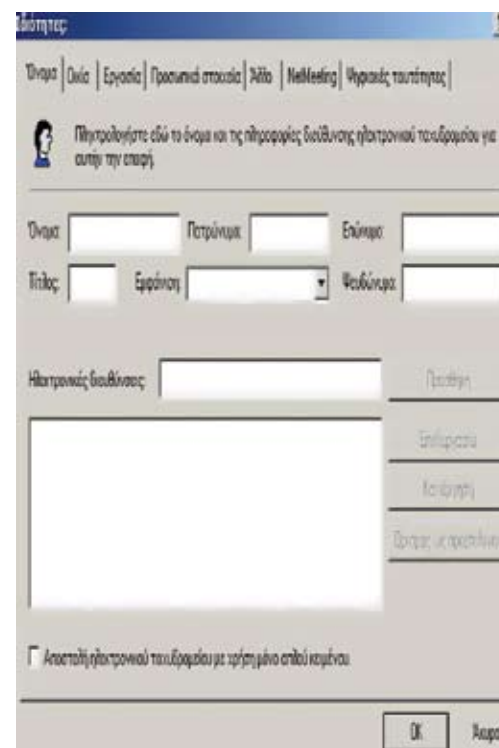 Ιδιότητες:
Όνομα Οικία Εργασία Προσωπικά στοιχεία Άλλα NetMeeting Ψηφιακές ταυτότητες
Πληκτρολογήστε εδώ το όνομα και τις πληροφορίες διεύθυνσης ηλεκτρονικού ταχυδρομείου για
αυτήν την επαφή.
Όνομα: Πατρώνυμο: Επώνυμο:
Τίτλος: Εμφάνιση: Ψευδώνυμο:
Ηλεκτρονικές διευθύνσεις:
Προσθήκη
Επεξεργασία
Κατάργηση
Ορισμός ως προεπιλογή
Αποστολή ηλεκτρονικού ταχυδρομείου με χρήση μόνο απλού κειμένου.
OK Άκυρο